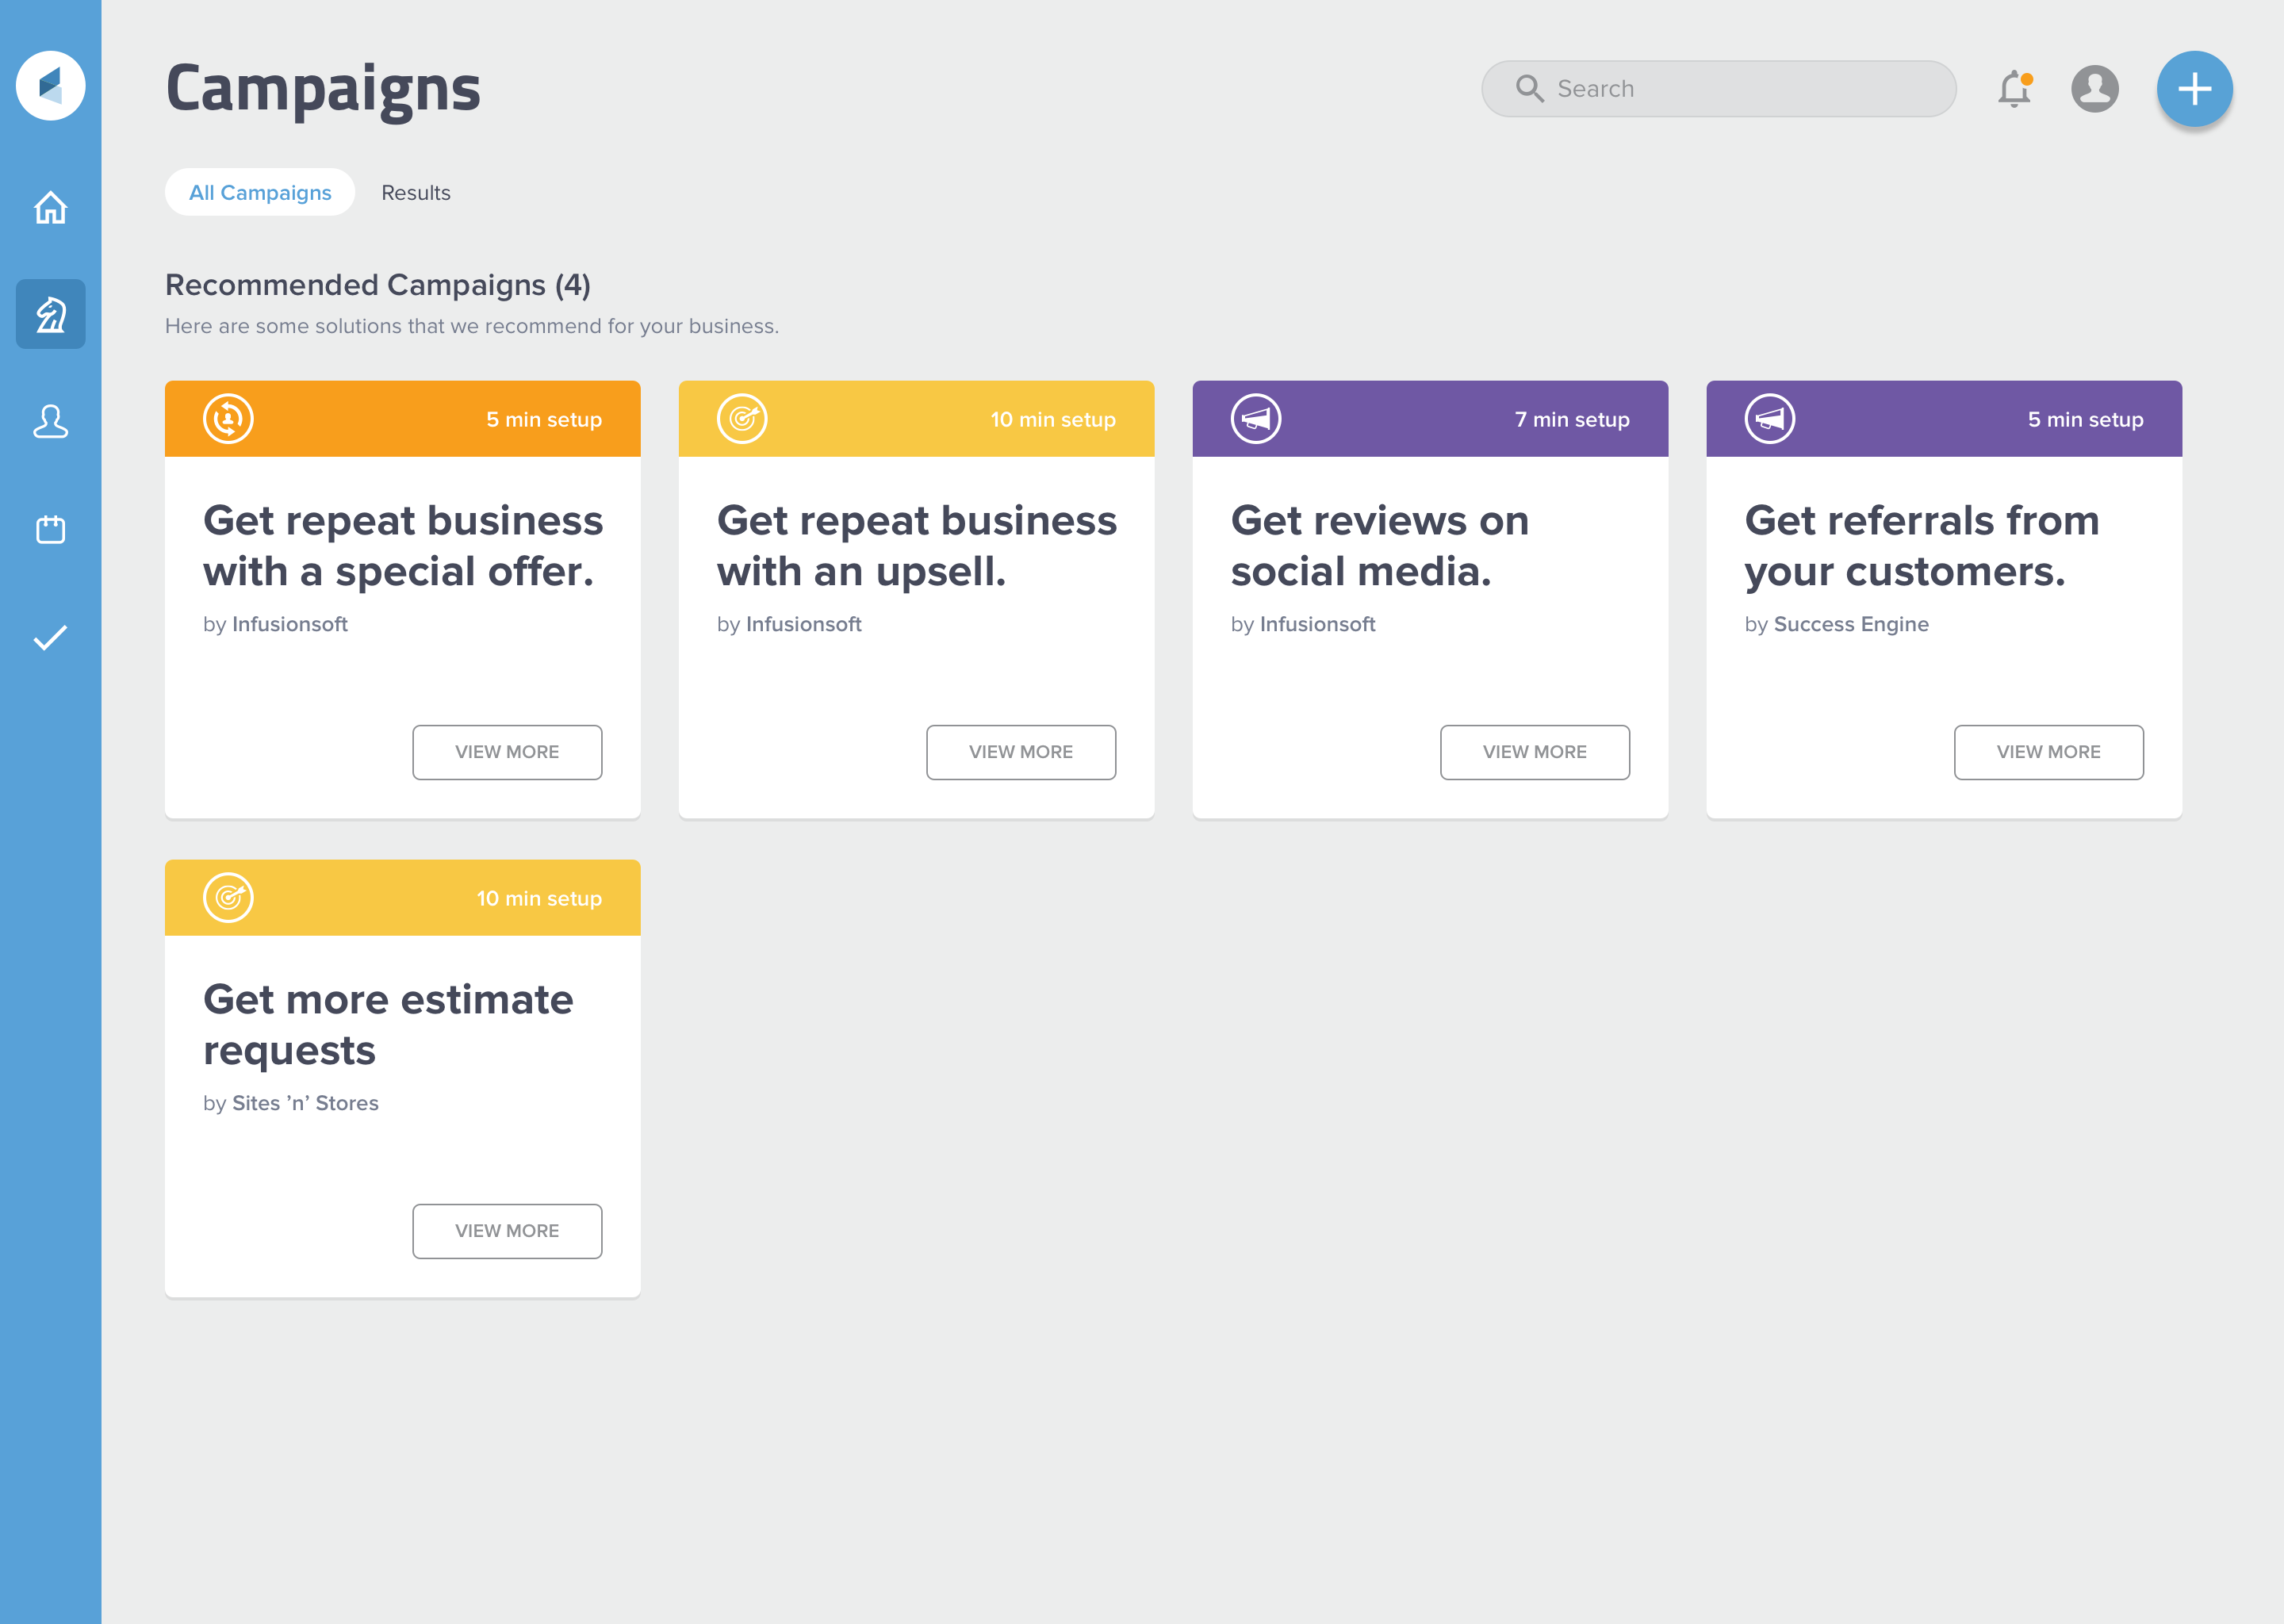 Campaigns
Search
All Campaigns
Results
Recommended Campaigns (4)
Here are some solutions that we recommend for your business.
5 min setup
Get repeat business
with a special offer.
by Infusionsoft
VIEW MORE
10 min setup
Get repeat business
with an upsell.
by Infusionsoft
VIEW MORE
7 min setup
Get reviews on
social media.
by Infusionsoft
VIEW MORE
5 min setup
Get referrals from
your customers.
by Success Engine
VIEW MORE
10 min setup
Get more estimate
requests
by Sites ’n’ Stores
VIEW MORE